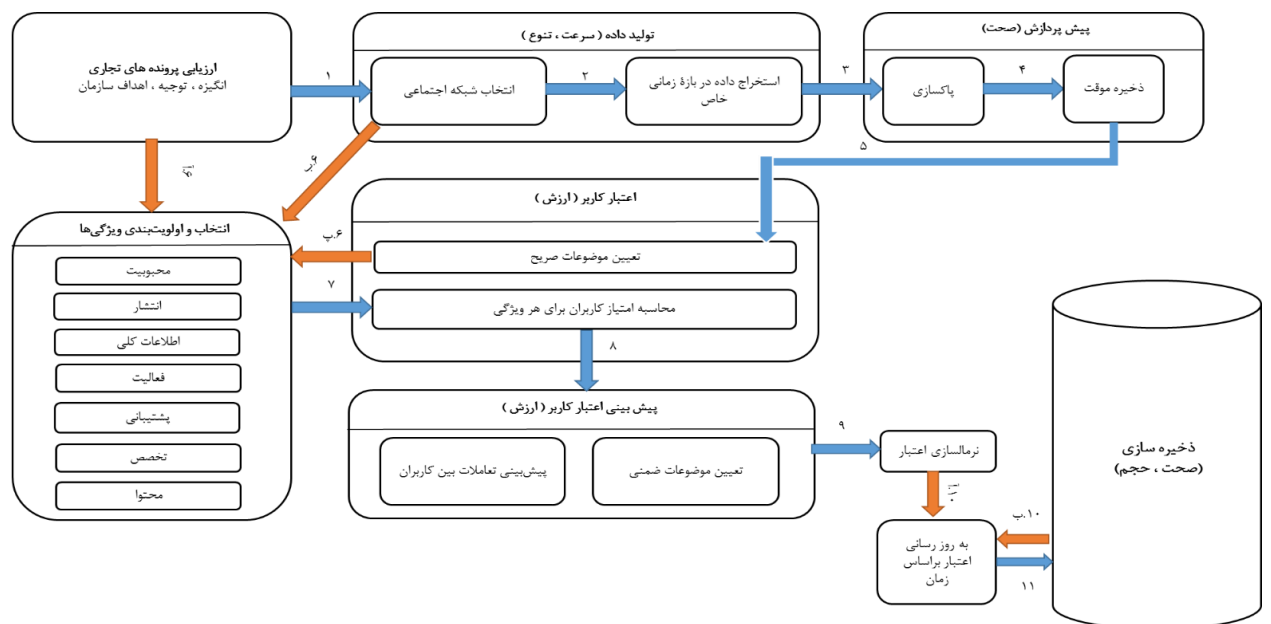 ارزیابی پرونده های تجاری
انگیزه ، توجیه ، اهداف سازمان
۱
تولید داده ( سرعت ، تنوع )
انتخاب شبکه اجتماعی
۲
استخراج داده در بازهٔ زمانی
خاص
۳
پیش پردازش (صحت)
پاکسازی
۴
ذخیره موقت
۵
۶.آ
۶.ب
انتخاب و اولویت‌بندی ویژگی‌ها
محبوبیت
انتشار
اطلاعات کلی
فعالیت
پشتیبانی
تخصص
محتوا
اعتبار کاربر ( ارزش )
تعیین موضوعات صریح
۶.پ
۷
محاسبه امتیاز کاربران برای هر ویژگی
۸
پیش بینی اعتبار کاربر ( ارزش )
تعیین موضوعات ضمنی
پیش‌بینی تعاملات بین کاربران
۹
نرمالسازی اعتبار
۱۰.آ
به روز رسانی
اعتبار براساس
زمان
۱۰.ب
۱۱
ذخیره سازی
(صحت ، حجم)